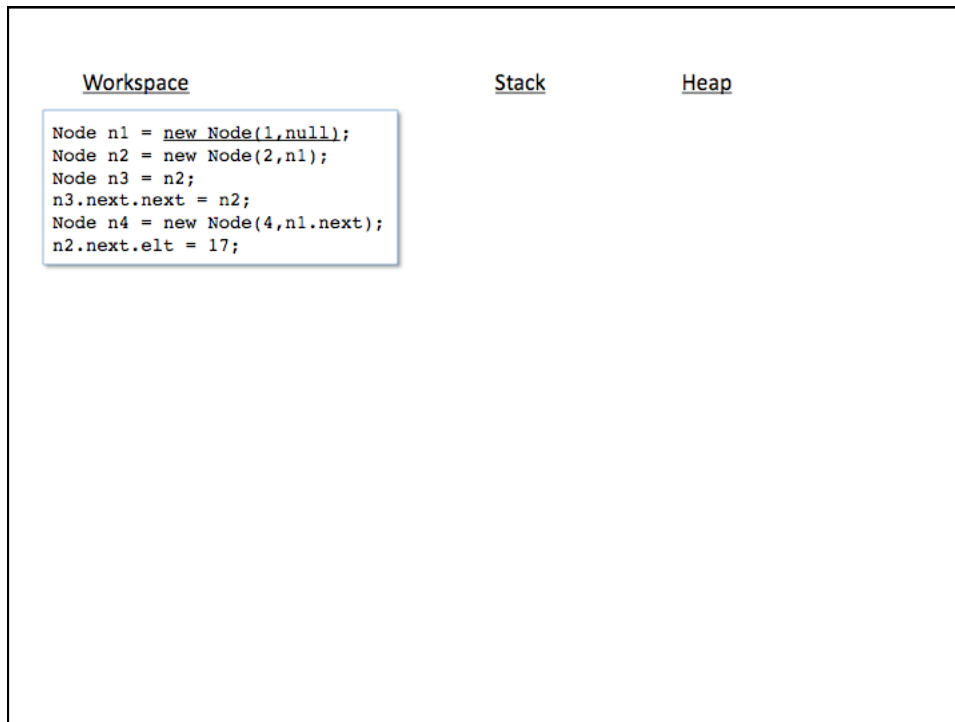 Workspace Stack Heap
Node n1 = new Node(1,null);
Node n2 = new Node(2,n1);
Node n3 = n2;
n3.next.next = n2;
Node n4 = new Node(4,n1.next);
n2.next.elt = 17;